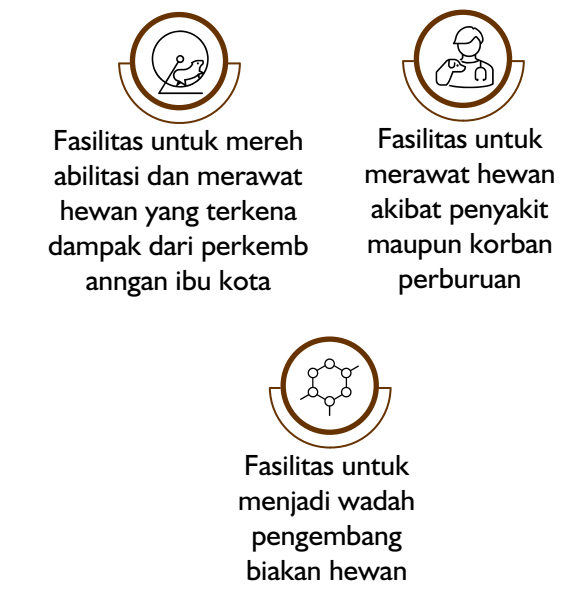 Fasilitas untuk mereh
abilitasi dan merawat
hewan yang terkena
dampak dari perkemb
anngan ibu kota
Fasilitas untuk
merawat hewan
akibat penyakit
maupun korban
perburuan
Fasilitas untuk
menjadi wadah
pengembang
biakan hewan